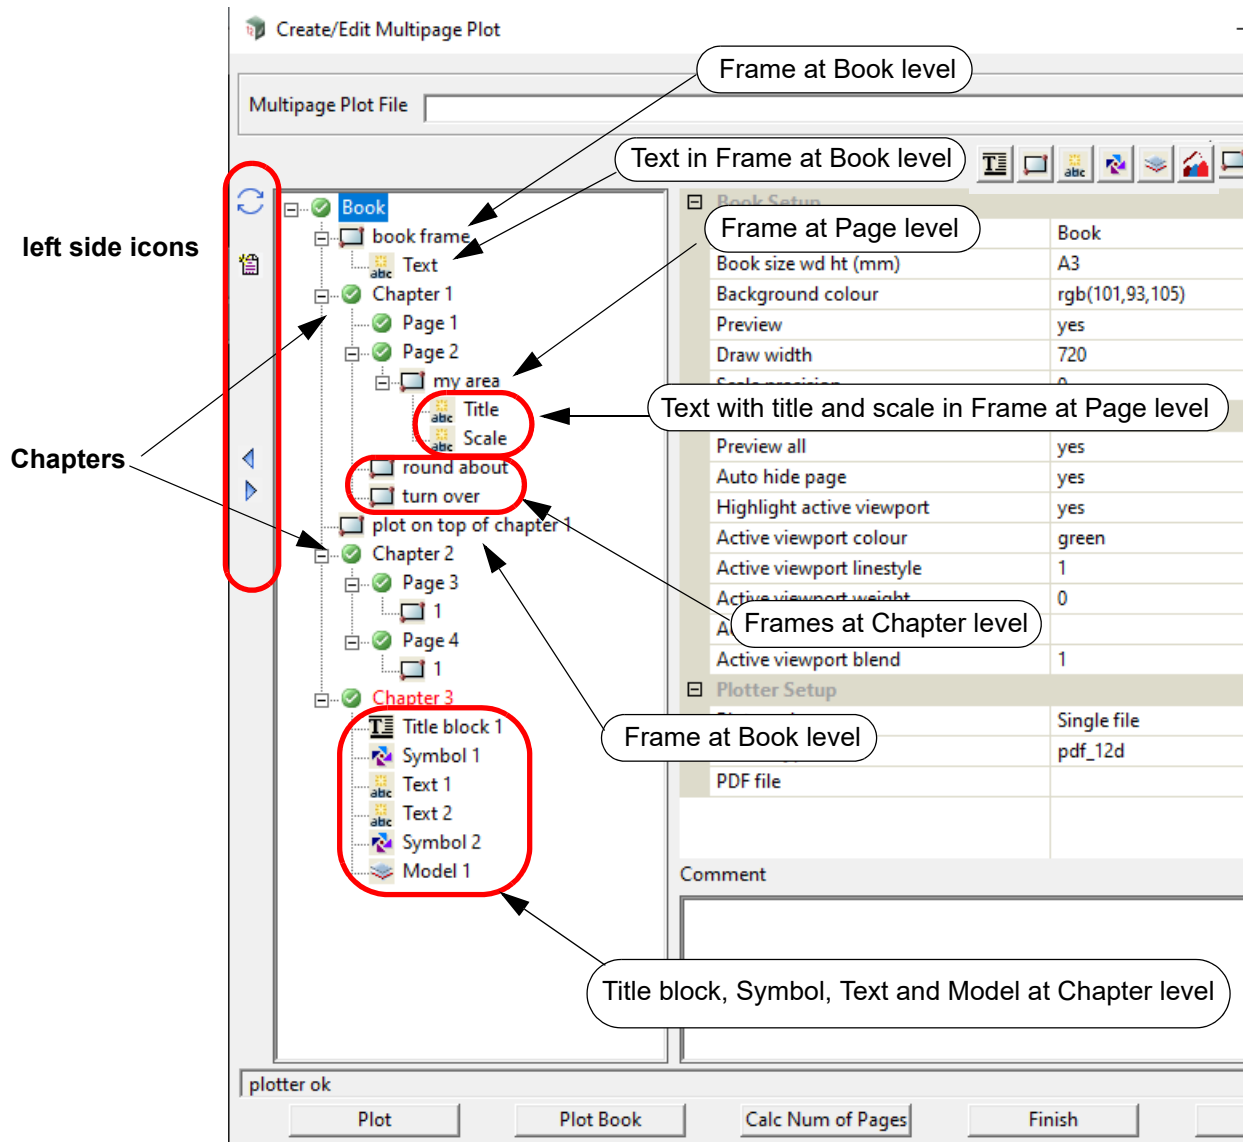 Create/Edit Multipage Plot
Frame at Book level
Multipage Plot File
Text in Frame at Book level
left side icons
Chapters
Book
book frame
Text
Chapter 1
Page 1
Page 2
my area
Title
Scale
round about
turn over
plot on top of chapter 1
Chapter 2
Page 3
1
Page 4
1
Chapter 3
Title block 1
Symbol 1
Text 1
Text 2
Symbol 2
Model 1
Book Setup
Frame at Page level
Book
Book size wd ht (mm) A3
Background colour rgb(101,93,105)
Preview yes
Draw width 720
Text with title and scale in Frame at Page level
Preview all yes
Auto hide page yes
Highlight active viewport yes
Active viewport colour green
Active viewport linestyle 1
Active viewport weight 0
Frames at Chapter level
Active viewport blend 1
Plotter Setup
Single file
Frame at Book level
pdf_12d
PDF file
Comment
Title block, Symbol, Text and Model at Chapter level
plotter ok
Plot
Plot Book
Calc Num of Pages
Finish